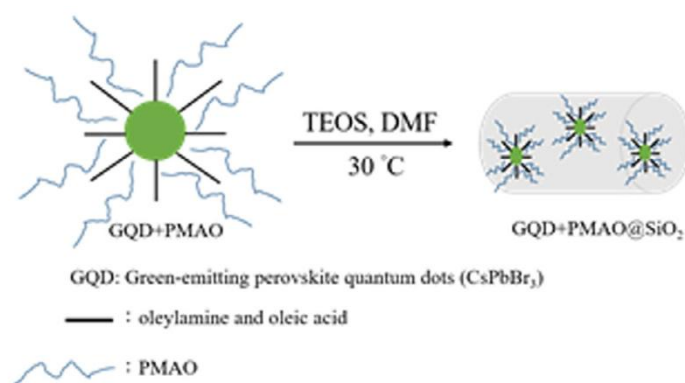 TEOS, DMF
30 °C
GQD+PMAO
GQD+PMAO@SiO₂
GQD: Green-emitting perovskite quantum dots (CsPbBr₃)
: oleylamine and oleic acid
: PMAO